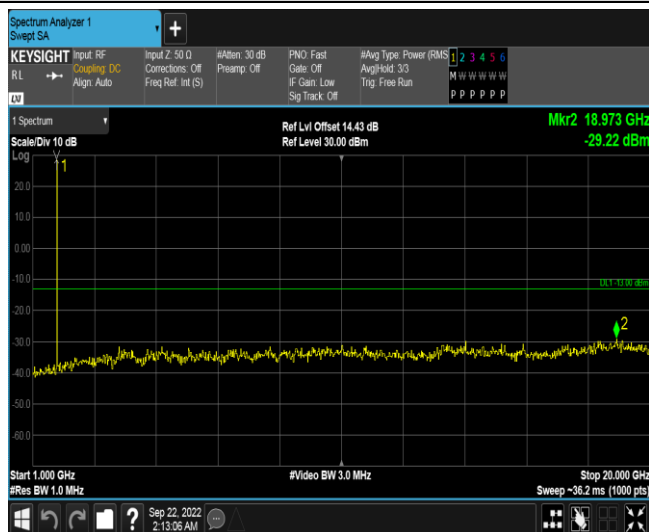 Spectrum Analyzer 1
Swept SA
+
KEYSIGHT
RL
LXI
Input: RF
Coupling: DC
Align: Auto
Input Z: 50 Ω
Corrections: Off
Freq Ref: Int (S)
#Atten: 30 dB
Preamp: Off
PNO: Fast
Gate: Off
IF Gain: Low
Sig Track: Off
#Avg Type: Power (RMS
Avg|Hold: 3/3
Trig: Free Run
1 2 3 4 5 6
M W W W W W
P P P P P P
1 Spectrum
Scale/Div 10 dB
Log
Ref Lvl Offset 14.43 dB
Ref Level 30.00 dBm
Mkr2 18.973 GHz
-29.22 dBm
1
20.0
10.0
0.00
-10.0
DL1 -13.00 dBm
-20.0
2
-30.0
-40.0
-50.0
-60.0
Start 1.000 GHz
#Res BW 1.0 MHz
#Video BW 3.0 MHz
Stop 20.000 GHz
Sweep ~36.2 ms (1000 pts)
?
Sep 22, 2022
2:13:06 AM